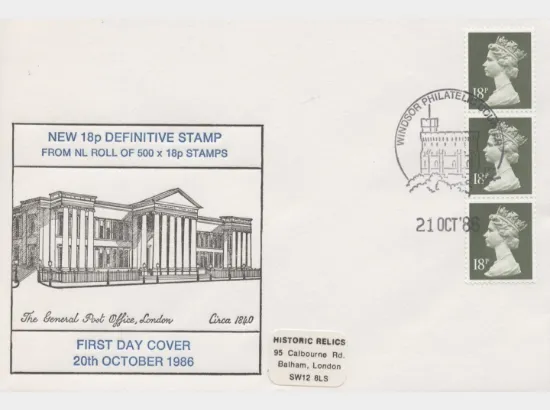 NEW 18p DEFINITIVE STAMP
FROM NL ROLL OF 500 x 18p STAMPS
The General Post Office, London Circa 1840
FIRST DAY COVER
20th OCTOBER 1986
18P
18P
18P
WINDSOR PHILATELIC
21 OCT '86
HISTORIC RELICS
95 Calbourne Rd.
Balham, London
SW12 8LS